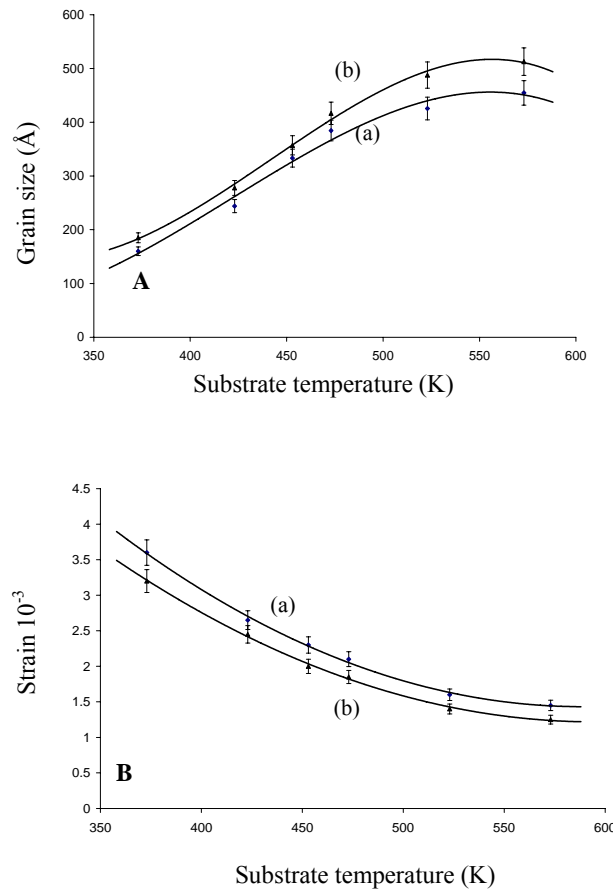 600
500
400
300
200
100
0
350 400 450 500 550 600
Grain size (Å)
Substrate temperature (K)
(b)
(a)
A
4.5
4
3.5
3
2.5
2
1.5
1
0.5
0
350 400 450 500 550 600
Strain 10⁻³
Substrate temperature (K)
(a)
(b)
B